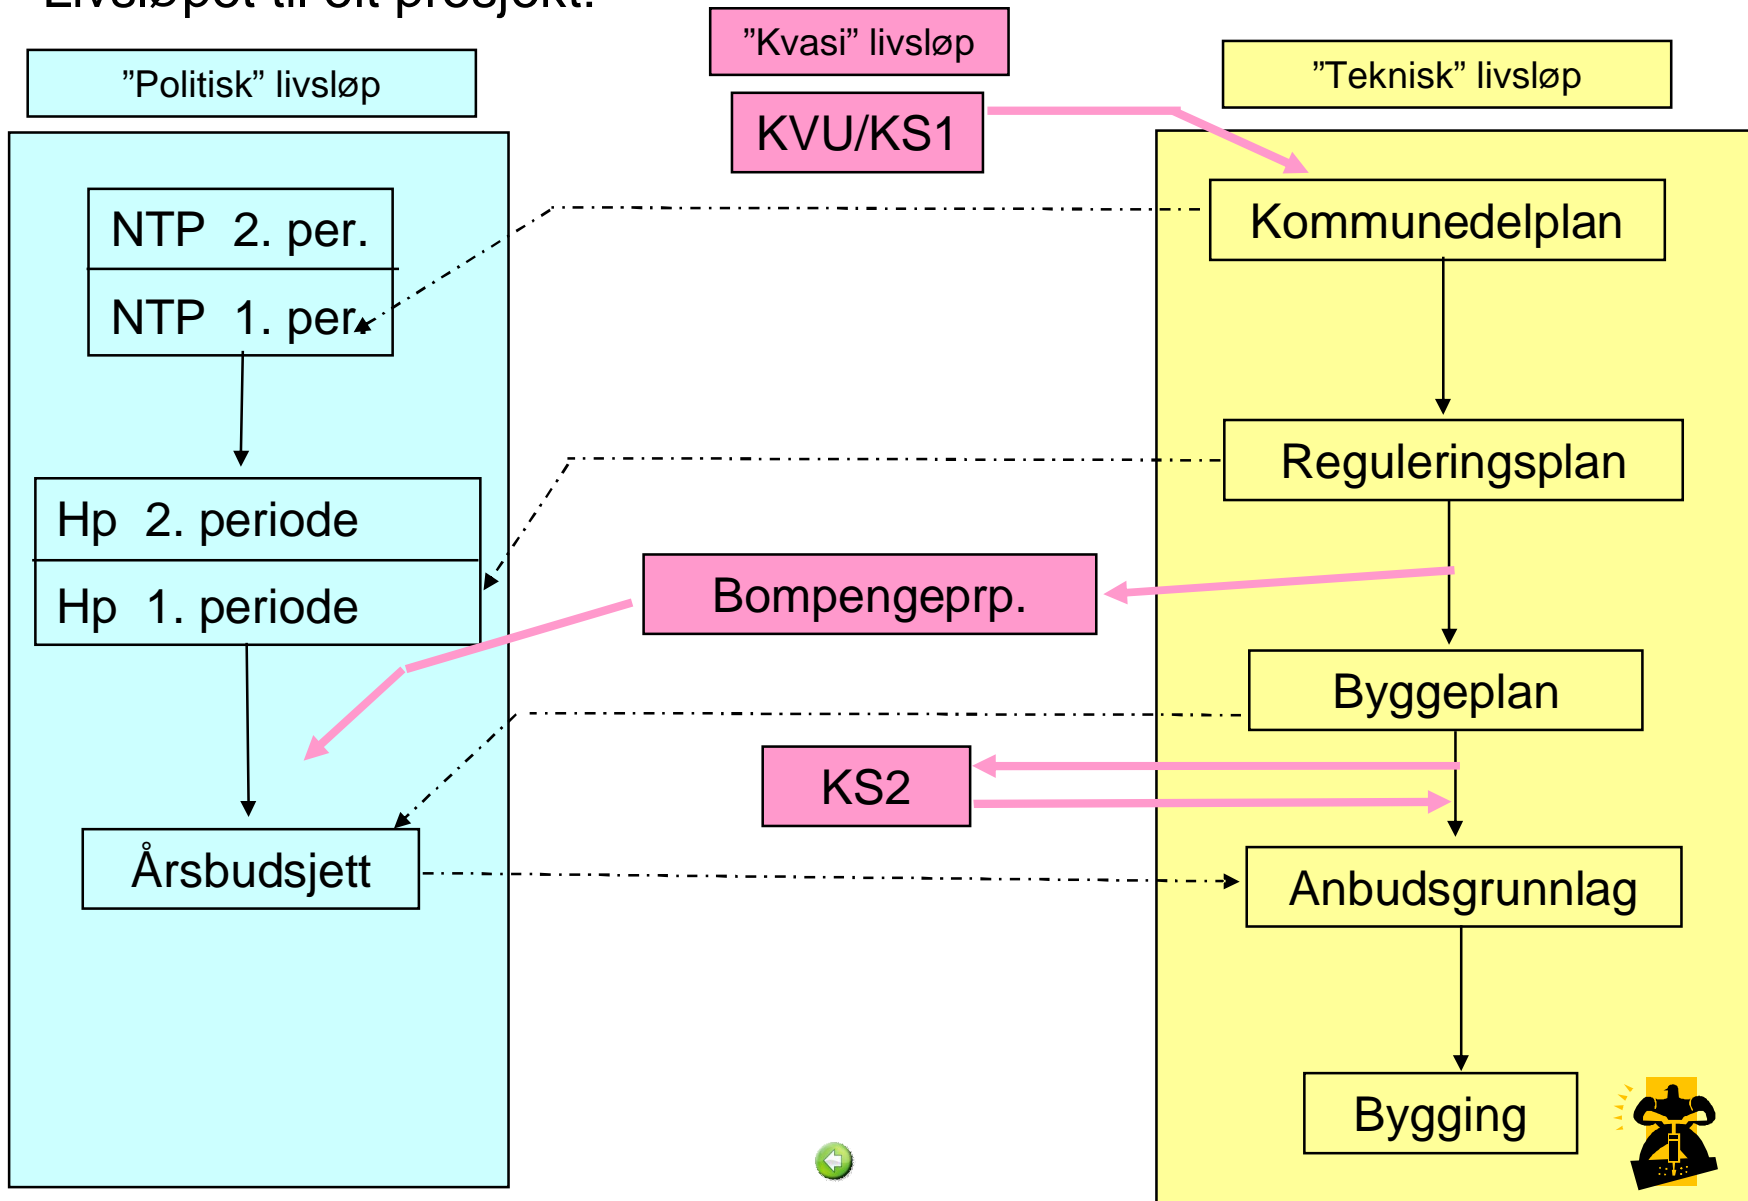 "Kvasi" livsløp
"Politisk" livsløp
"Teknisk" livsløp
KVU/KS1
NTP 2. per.
NTP 1. per.
Kommunedelplan
Reguleringsplan
Hp 2. periode
Hp 1. periode
Bompengeprp.
Byggeplan
KS2
Årsbudsjett
Anbudsgrunnlag
Bygging